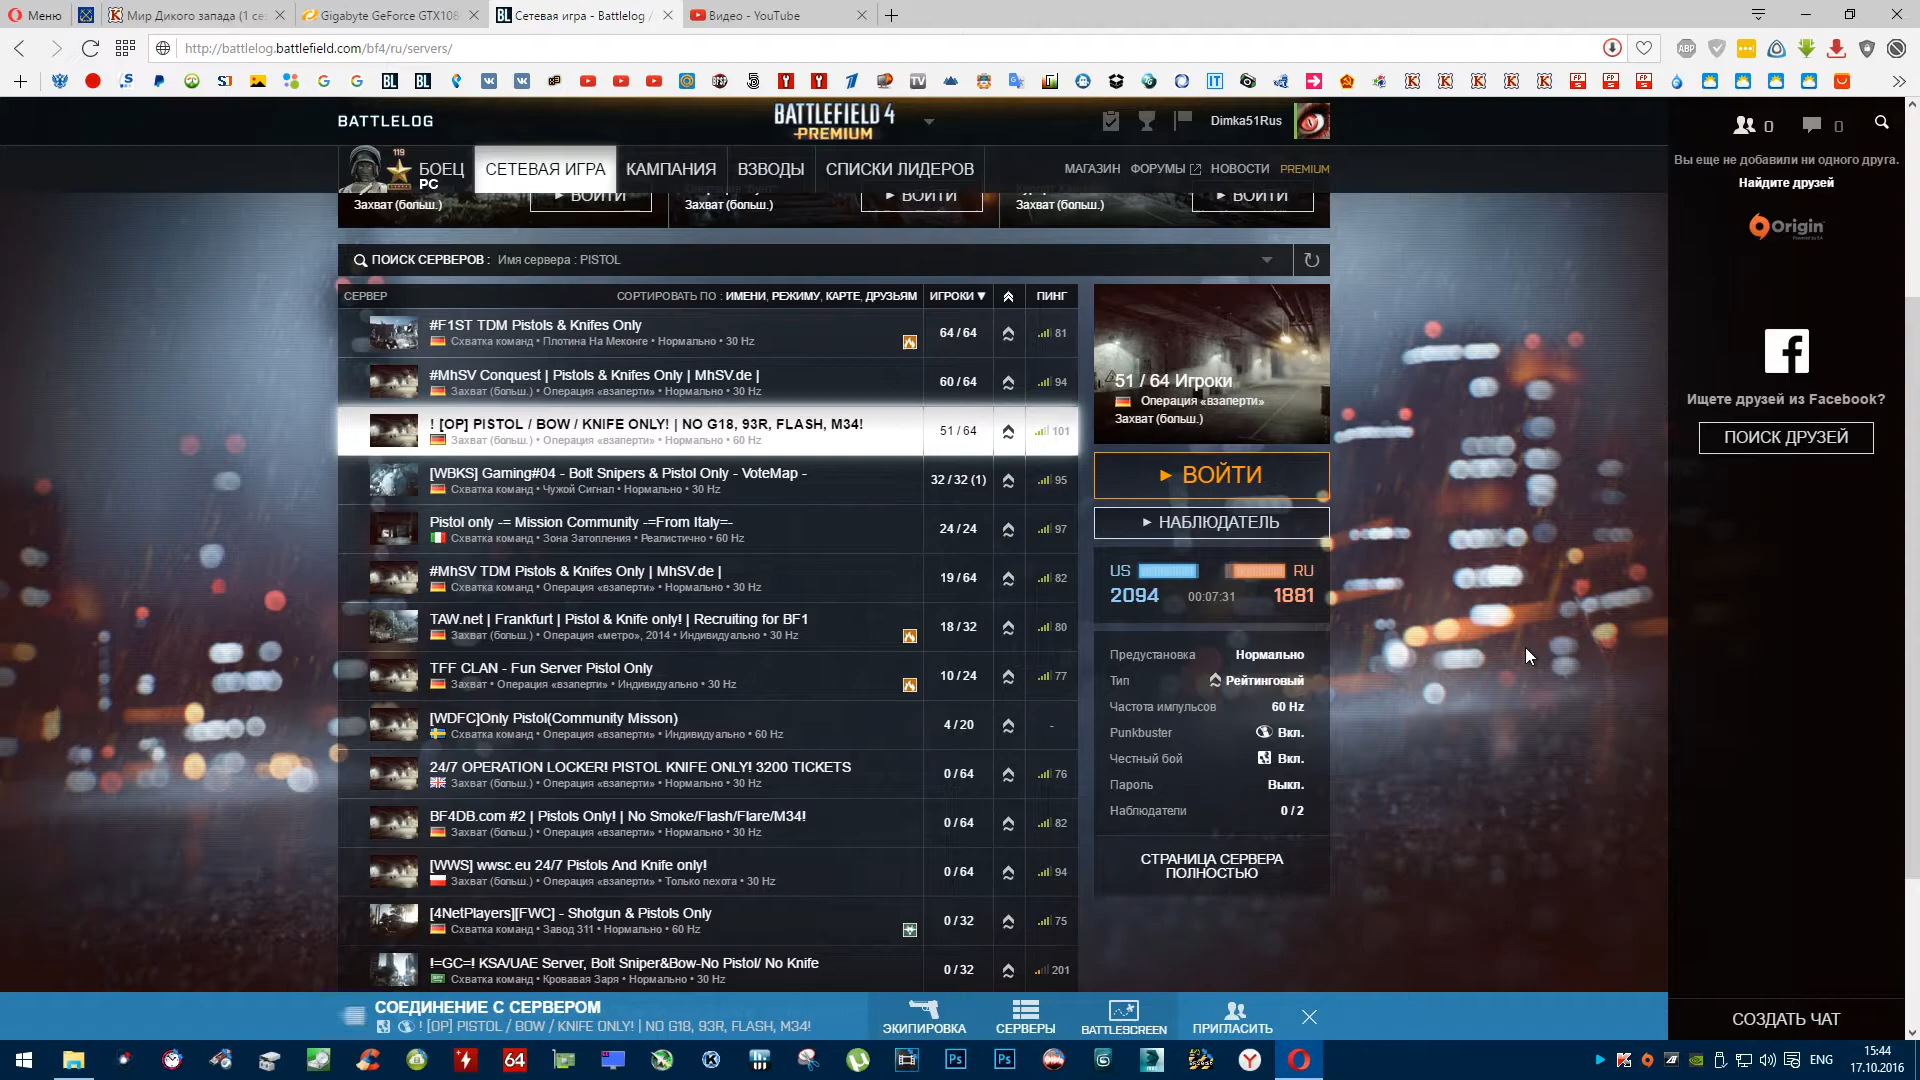 Меню
Мир Дикого запада (1 се
Gigabyte GeForce GTX108
Сетевая игра - Battlelog /
Видео - YouTube
http://battlelog.battlefield.com/bf4/ru/servers/
BATTLELOG
BATTLEFIELD 4
PREMIUM
Dimka51Rus
0
0
119
БОЕЦ
PC
СЕТЕВАЯ ИГРА
КАМПАНИЯ
ВЗВОДЫ
СПИСКИ ЛИДЕРОВ
МАГАЗИН
ФОРУМЫ
НОВОСТИ
PREMIUM
Вы еще не добавили ни одного друга.
Найдите друзей
Origin
Захват (больш.)
ВОЙТИ
Захват (больш.)
ВОЙТИ
Захват (больш.)
ВОЙТИ
ПОИСК СЕРВЕРОВ : Имя сервера : PISTOL
СЕРВЕР
СОРТИРОВАТЬ ПО : ИМЕНИ, РЕЖИМУ, КАРТЕ, ДРУЗЬЯМ
ИГРОКИ
ПИНГ
#F1ST TDM Pistols & Knifes Only
Схватка команд • Плотина На Меконге • Нормально • 30 Hz
64 / 64
81
#MhSV Conquest | Pistols & Knifes Only | MhSV.de |
Захват (больш.) • Операция «взаперти» • Нормально • 30 Hz
60 / 64
94
! [OP] PISTOL / BOW / KNIFE ONLY! | NO G18, 93R, FLASH, M34!
Захват (больш.) • Операция «взаперти» • Нормально • 60 Hz
51 / 64
101
[WBKS] Gaming#04 - Bolt Snipers & Pistol Only - VoteMap -
Схватка команд • Чужой Сигнал • Нормально • 30 Hz
32 / 32 (1)
95
Pistol only -= Mission Community -=From Italy=-
Схватка команд • Зона Затопления • Реалистично • 60 Hz
24 / 24
97
#MhSV TDM Pistols & Knifes Only | MhSV.de |
Схватка команд • Операция «взаперти» • Нормально • 30 Hz
19 / 64
82
TAW.net | Frankfurt | Pistol & Knife only! | Recruiting for BF1
Захват (больш.) • Операция «метро», 2014 • Индивидуально • 30 Hz
18 / 32
80
TFF CLAN - Fun Server Pistol Only
Захват • Операция «взаперти» • Индивидуально • 30 Hz
10 / 24
77
[WDFC]Only Pistol(Community Misson)
Схватка команд • Операция «взаперти» • Индивидуально • 60 Hz
4 / 20
-
24/7 OPERATION LOCKER! PISTOL KNIFE ONLY! 3200 TICKETS
Захват (больш.) • Операция «взаперти» • Нормально • 30 Hz
0 / 64
76
BF4DB.com #2 | Pistols Only! | No Smoke/Flash/Flare/M34!
Захват (больш.) • Операция «взаперти» • Нормально • 30 Hz
0 / 64
82
[WWS] wwsc.eu 24/7 Pistols And Knife only!
Захват (больш.) • Операция «взаперти» • Только пехота • 30 Hz
0 / 64
94
[4NetPlayers][FWC] - Shotgun & Pistols Only
Схватка команд • Завод 311 • Нормально • 60 Hz
0 / 32
75
!=GC=! KSA/UAE Server, Bolt Sniper&Bow-No Pistol/ No Knife
Схватка команд • Кровавая Заря • Нормально • 30 Hz
0 / 32
201
51 / 64 Игроки
Операция «взаперти»
Захват (больш.)
ВОЙТИ
НАБЛЮДАТЕЛЬ
US
RU
2094
00:07:31
1881
Предустановка Нормально
Тип Рейтинговый
Частота импульсов 60 Hz
Punkbuster Вкл.
Честный бой Вкл.
Пароль Выкл.
Наблюдатели 0 / 2
СТРАНИЦА СЕРВЕРА
ПОЛНОСТЬЮ
Ищете друзей из Facebook?
ПОИСК ДРУЗЕЙ
СОЕДИНЕНИЕ С СЕРВЕРОМ
! [OP] PISTOL / BOW / KNIFE ONLY! | NO G18, 93R, FLASH, M34!
ЭКИПИРОВКА
СЕРВЕРЫ
BATTLESCREEN
ПРИГЛАСИТЬ
СОЗДАТЬ ЧАТ
ENG
15:44
17.10.2016